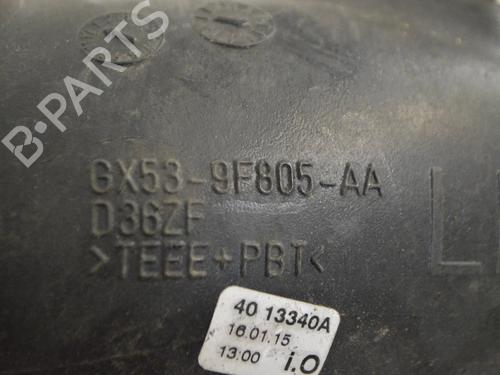 B-PARTS
GX53-9F805-AA
D36ZF
>TEEE+PBT<
40 13340A
16.01.15
13:00 i.O